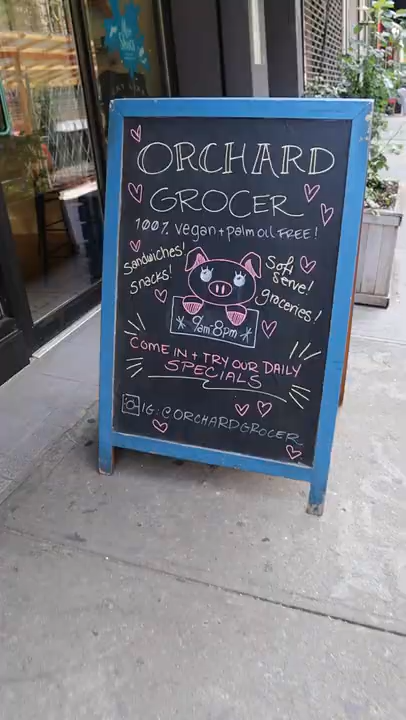 ORCHARD
GROCER
100% vegan + palm oil FREE!
Sandwiches!
Snacks!
Soft
Serve!
groceries!
9am-8pm
COME IN + TRY OUR DAILY
SPECIALS
IG: @ORCHARDGROCER